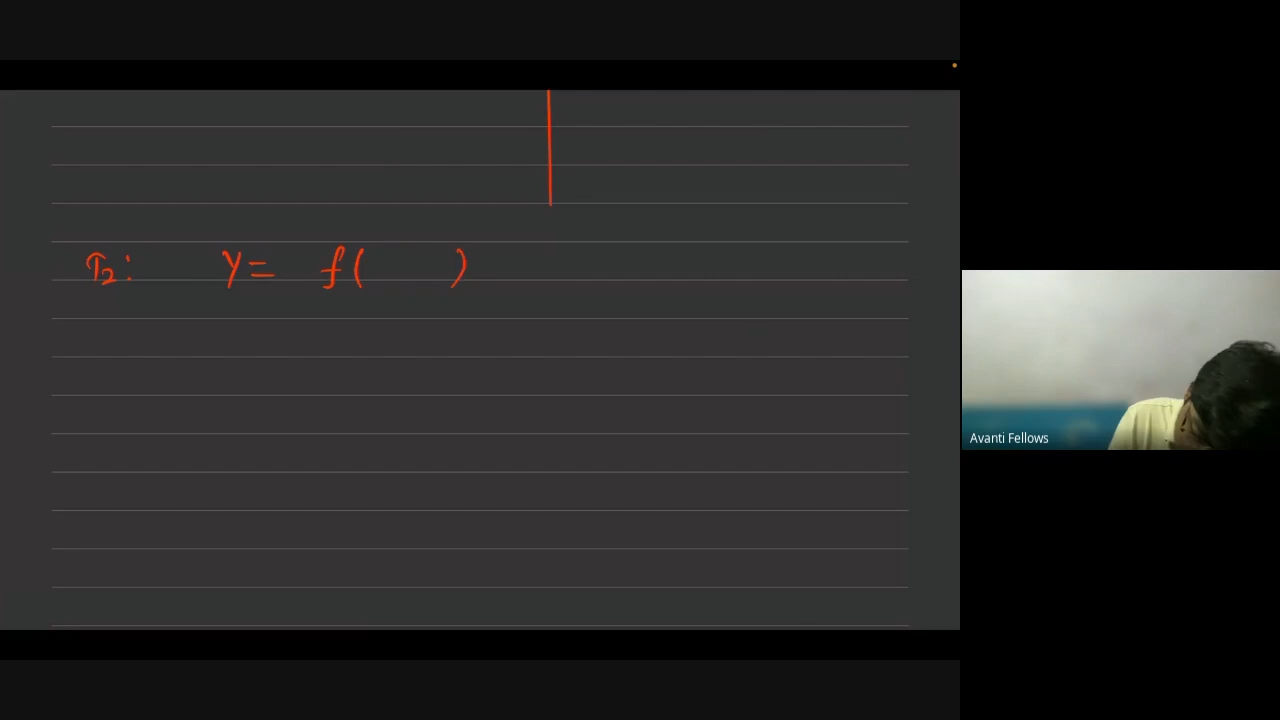 T2: y = f( )
Avanti Fellows